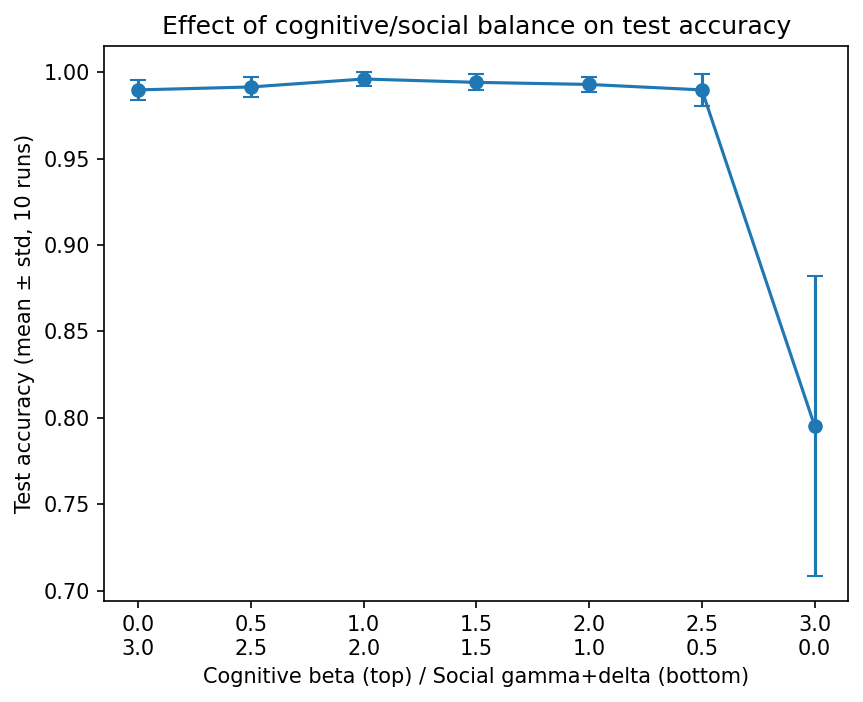 Effect of cognitive/social balance on test accuracy
Test accuracy (mean ± std, 10 runs)
1.00
0.95
0.90
0.85
0.80
0.75
0.70
0.0 0.5 1.0 1.5 2.0 2.5 3.0
3.0 2.5 2.0 1.5 1.0 0.5 0.0
Cognitive beta (top) / Social gamma+delta (bottom)